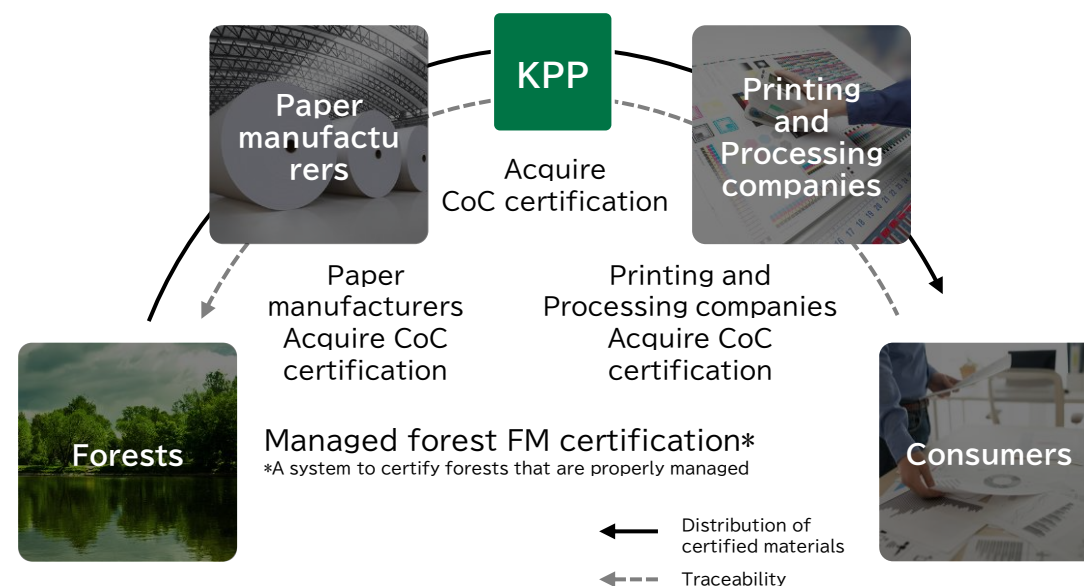 KPP
Paper
manufactu
rers
Printing
and
Processing
companies
Acquire
CoC certification
Paper
manufacturers
Acquire CoC
certification
Printing and
Processing companies
Acquire CoC
certification
Forests
Managed forest FM certification*
*A system to certify forests that are properly managed
Consumers
Distribution of
certified materials
Traceability